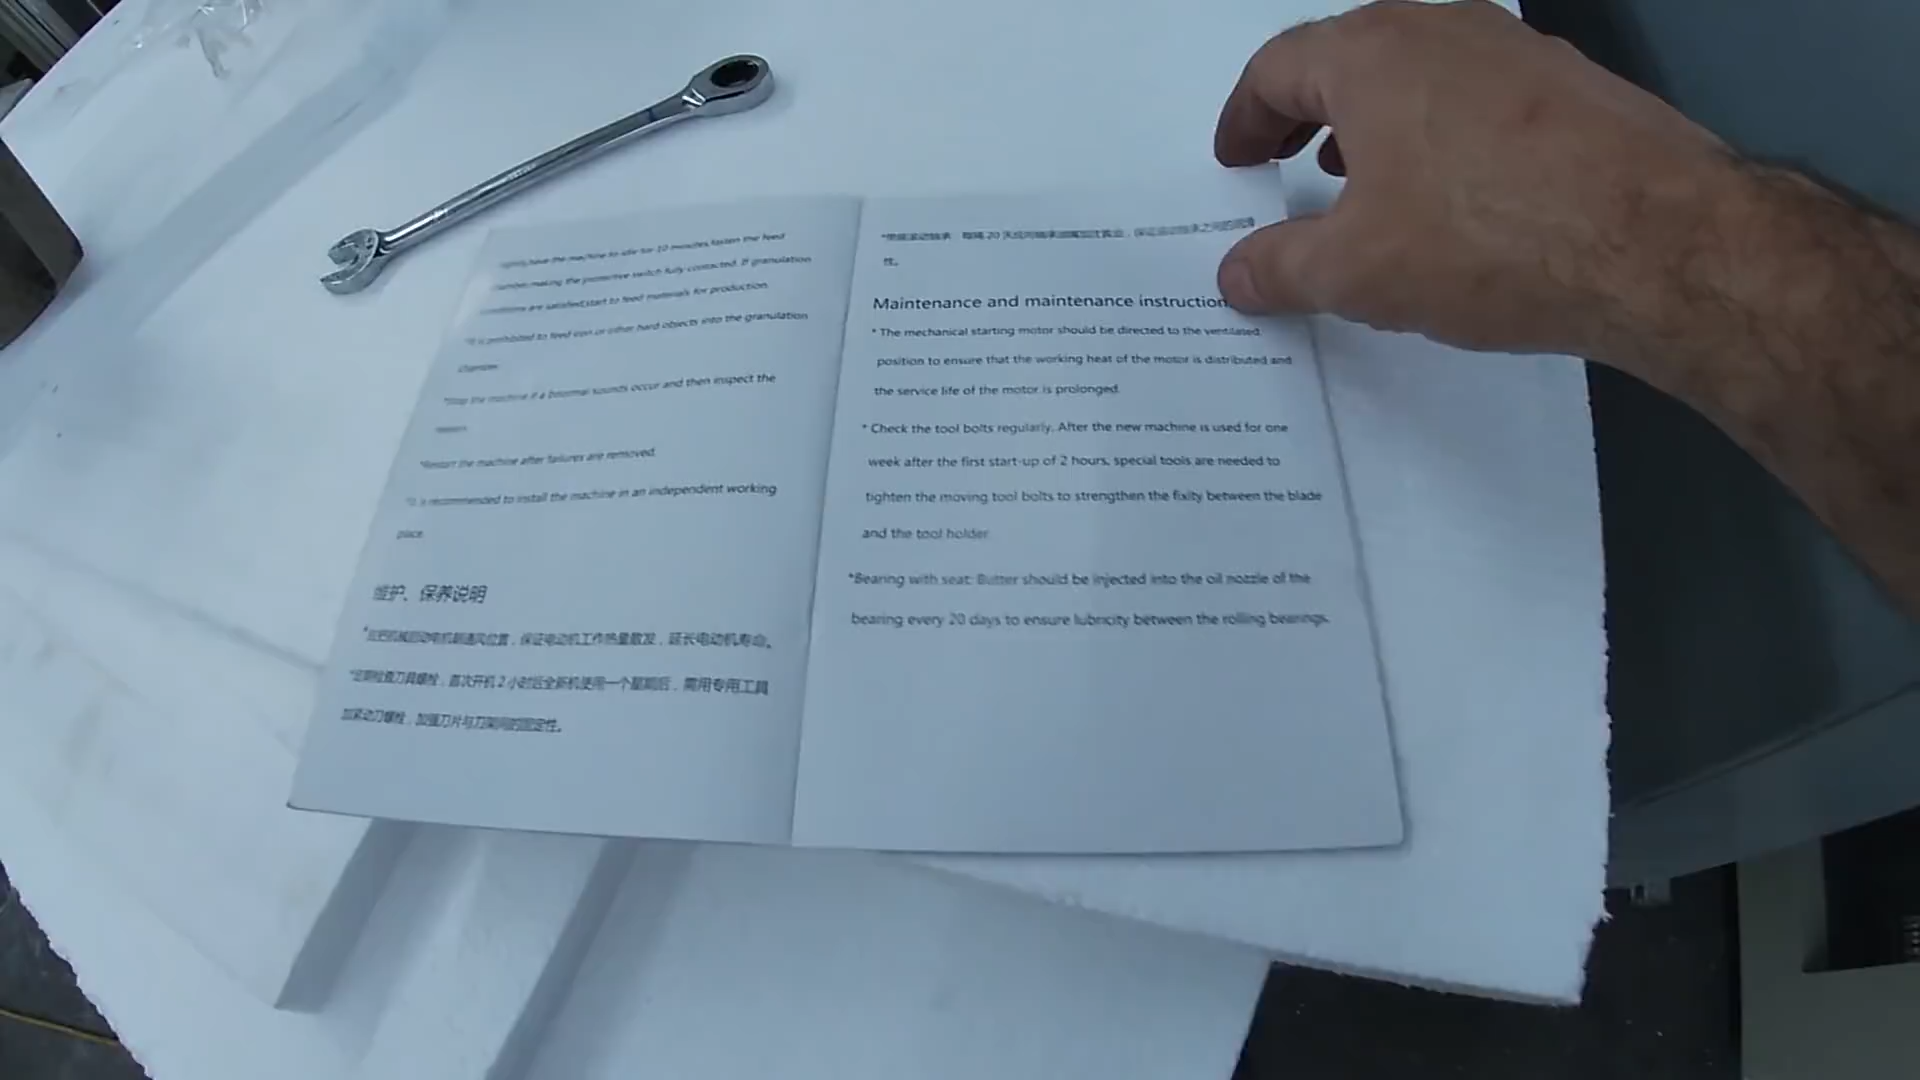 tightly,have the machine to idle for 10 minutes,fasten the feed
making the protective switch fully contacted. If granulation
are satisfied,start to feed materials for production.
*It is prohibited to feed iron or other hard objects into the granulation
chamber.
*Stop the machine if a bnormal sounds occur and then inspect the
reason.
*Restart the machine after failures are removed.
*It is recommended to install the machine in an independent working
place.
维护、保养说明
*应把机械启动电机朝通风位置，保证电动机工作热量散发，延长电动机寿命。
*定期检查刀具螺栓，首次开机2小时后全新机使用一个星期后，需用专用工具
加紧动刀螺栓，加强刀片与刀架间的固定性。
*带座滚动轴承：每隔20天应向轴承油嘴加注黄油，保证滚动轴承之间的润滑
性。
Maintenance and maintenance instruction
* The mechanical starting motor should be directed to the ventilated
position to ensure that the working heat of the motor is distributed and
the service life of the motor is prolonged.
* Check the tool bolts regularly. After the new machine is used for one
week after the first start-up of 2 hours, special tools are needed to
tighten the moving tool bolts to strengthen the fixity between the blade
and the tool holder.
*Bearing with seat: Butter should be injected into the oil nozzle of the
bearing every 20 days to ensure lubricity between the rolling bearings.